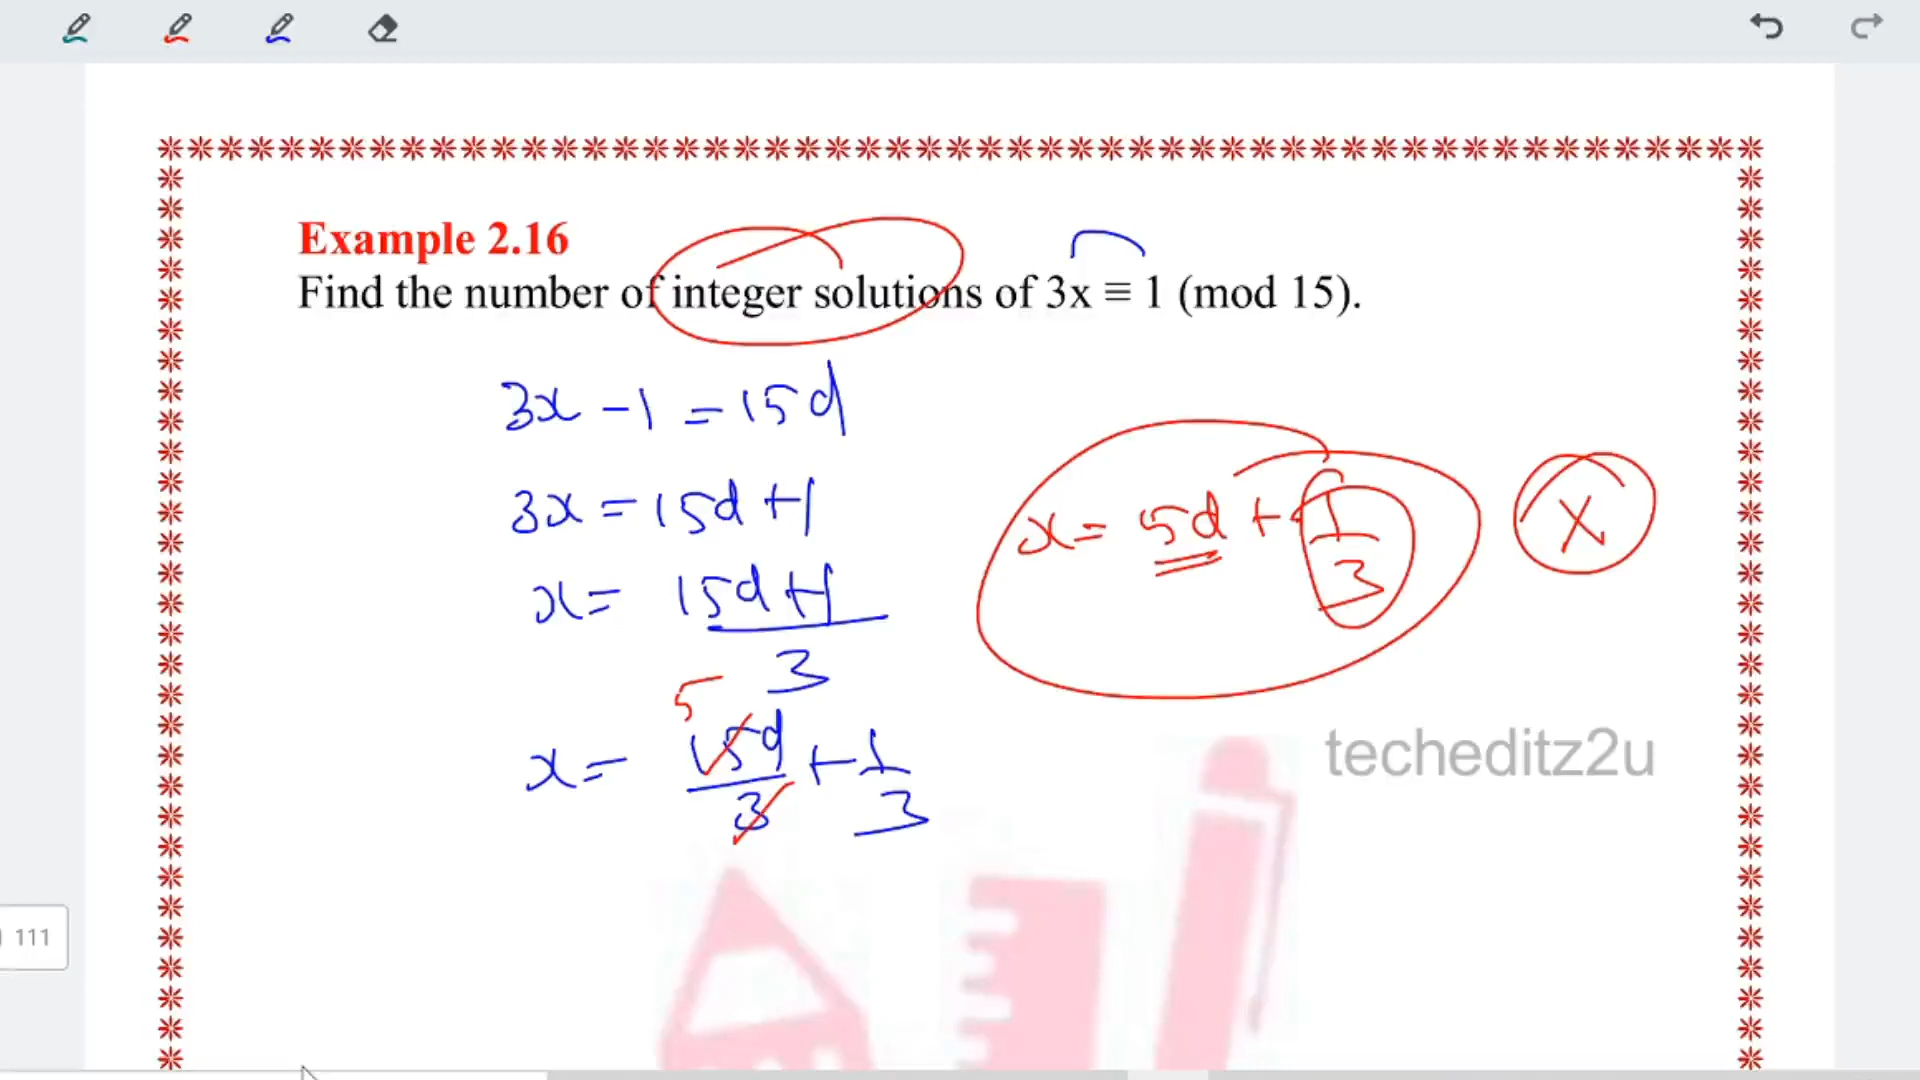 Example 2.16
Find the number of integer solutions of 3x ≡ 1 (mod 15).
3x - 1 = 15d
3x = 15d + 1
x = 15d + 1
3
5
x = 15d/3 + 1/3
x = 5d + 1/3
X
techeditz2u
111